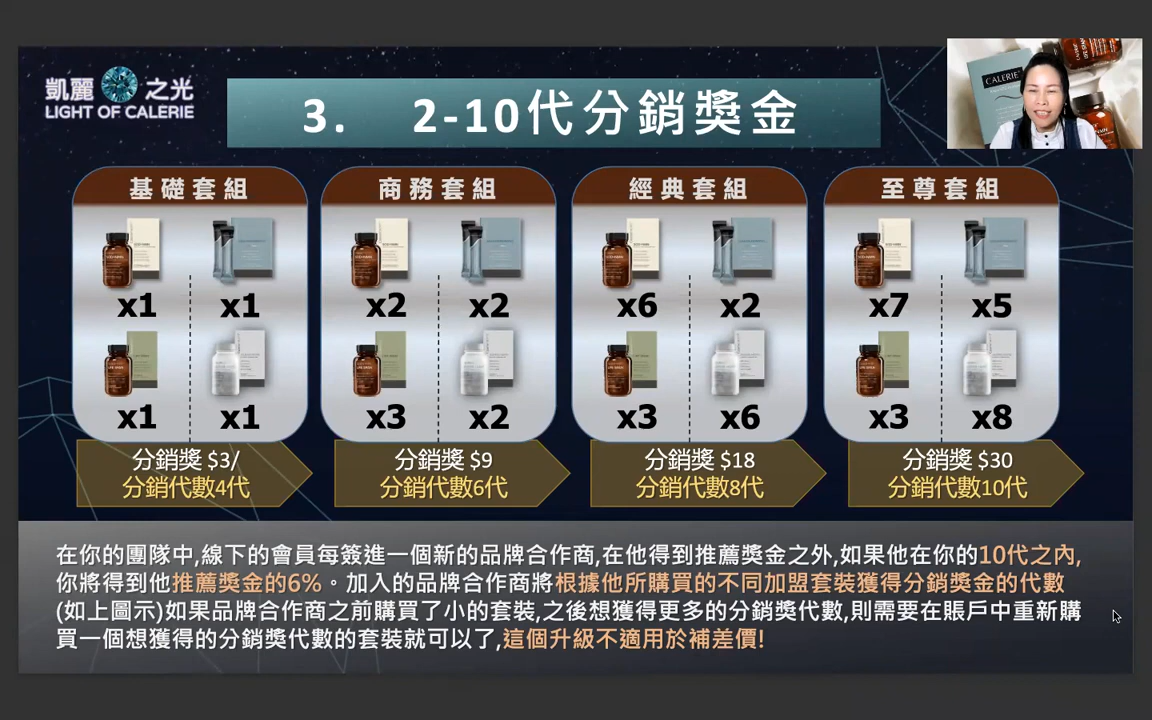 凱麗之光
LIGHT OF CALERIE
3. 2-10代分銷獎金
CALERIE
基礎套組
商務套組
經典套組
至尊套組
x1
x1
x2
x2
x6
x2
x7
x5
x1
x1
x3
x2
x3
x6
x3
x8
分銷獎 $3/
分銷代數4代
分銷獎 $9
分銷代數6代
分銷獎 $18
分銷代數8代
分銷獎 $30
分銷代數10代
在你的團隊中,線下的會員每簽進一個新的品牌合作商,在他得到推薦獎金之外,如果他在你的10代之內,
你將得到他推薦獎金的6%。加入的品牌合作商將根據他所購買的不同加盟套裝獲得分銷獎金的代數
(如上圖示)如果品牌合作商之前購買了小的套裝,之後想獲得更多的分銷獎代數,則需要在賬戶中重新購
買一個想獲得的分銷獎代數的套裝就可以了,這個升級不適用於補差價!